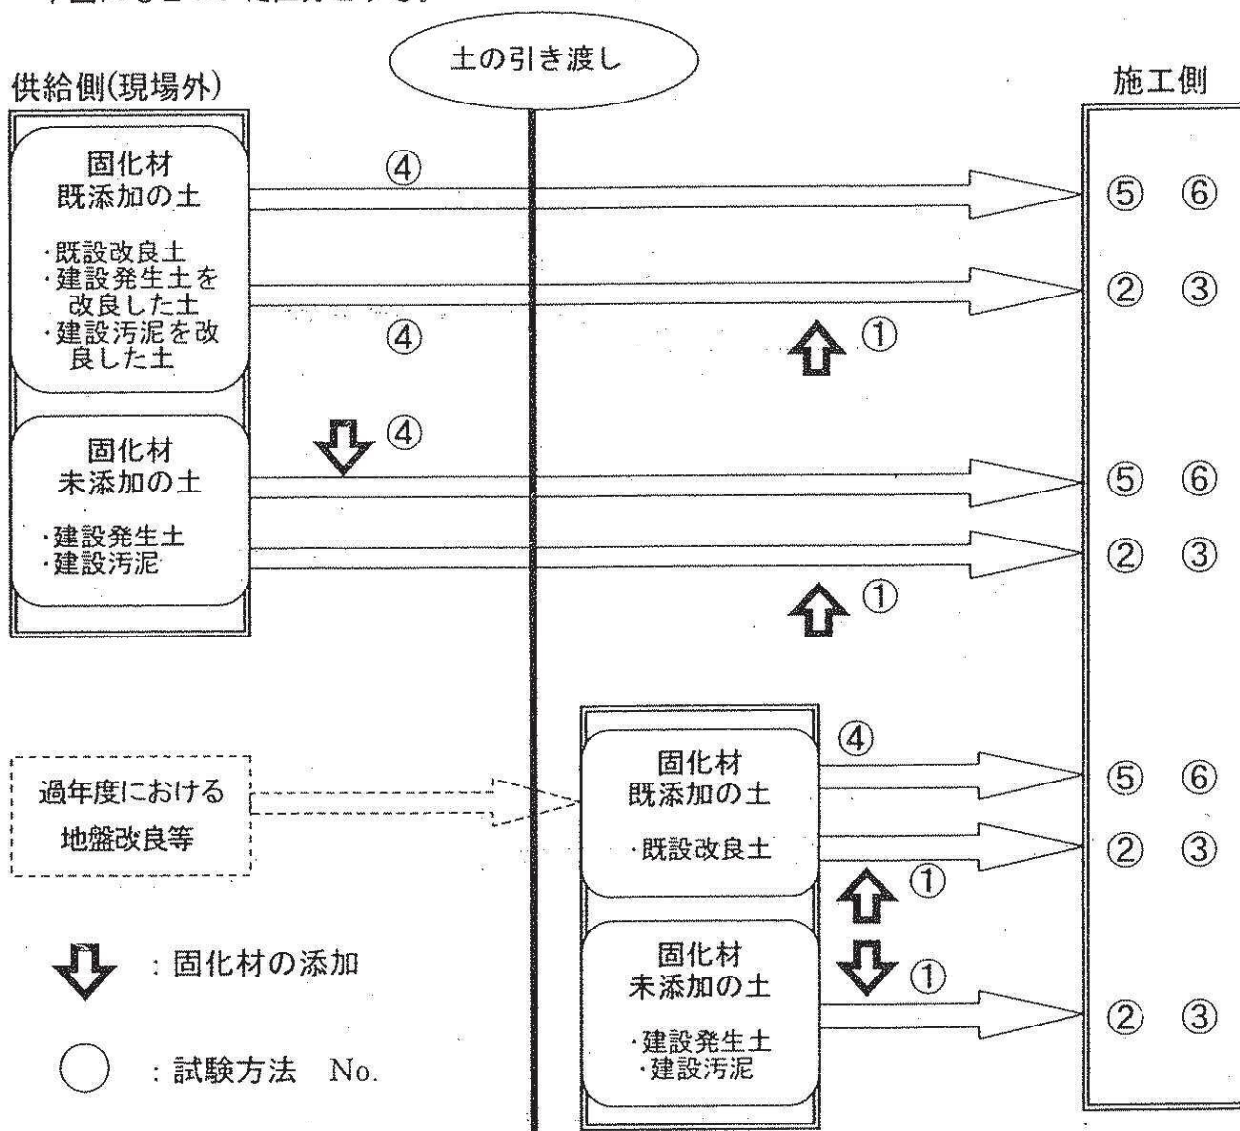 土の引き渡し
供給側(現場外)
施工側
固化材
既添加の土
・既設改良土
・建設発生土を
改良した土
・建設汚泥を改
良した土
④
⑤ ⑥
② ③
④
①
固化材
未添加の土
・建設発生土
・建設汚泥
④
⑤ ⑥
② ③
①
過年度における
地盤改良等
固化材
既添加の土
・既設改良土
④
⑤ ⑥
② ③
①
固化材
未添加の土
・建設発生土
・建設汚泥
①
② ③
：固化材の添加
：試験方法 No.